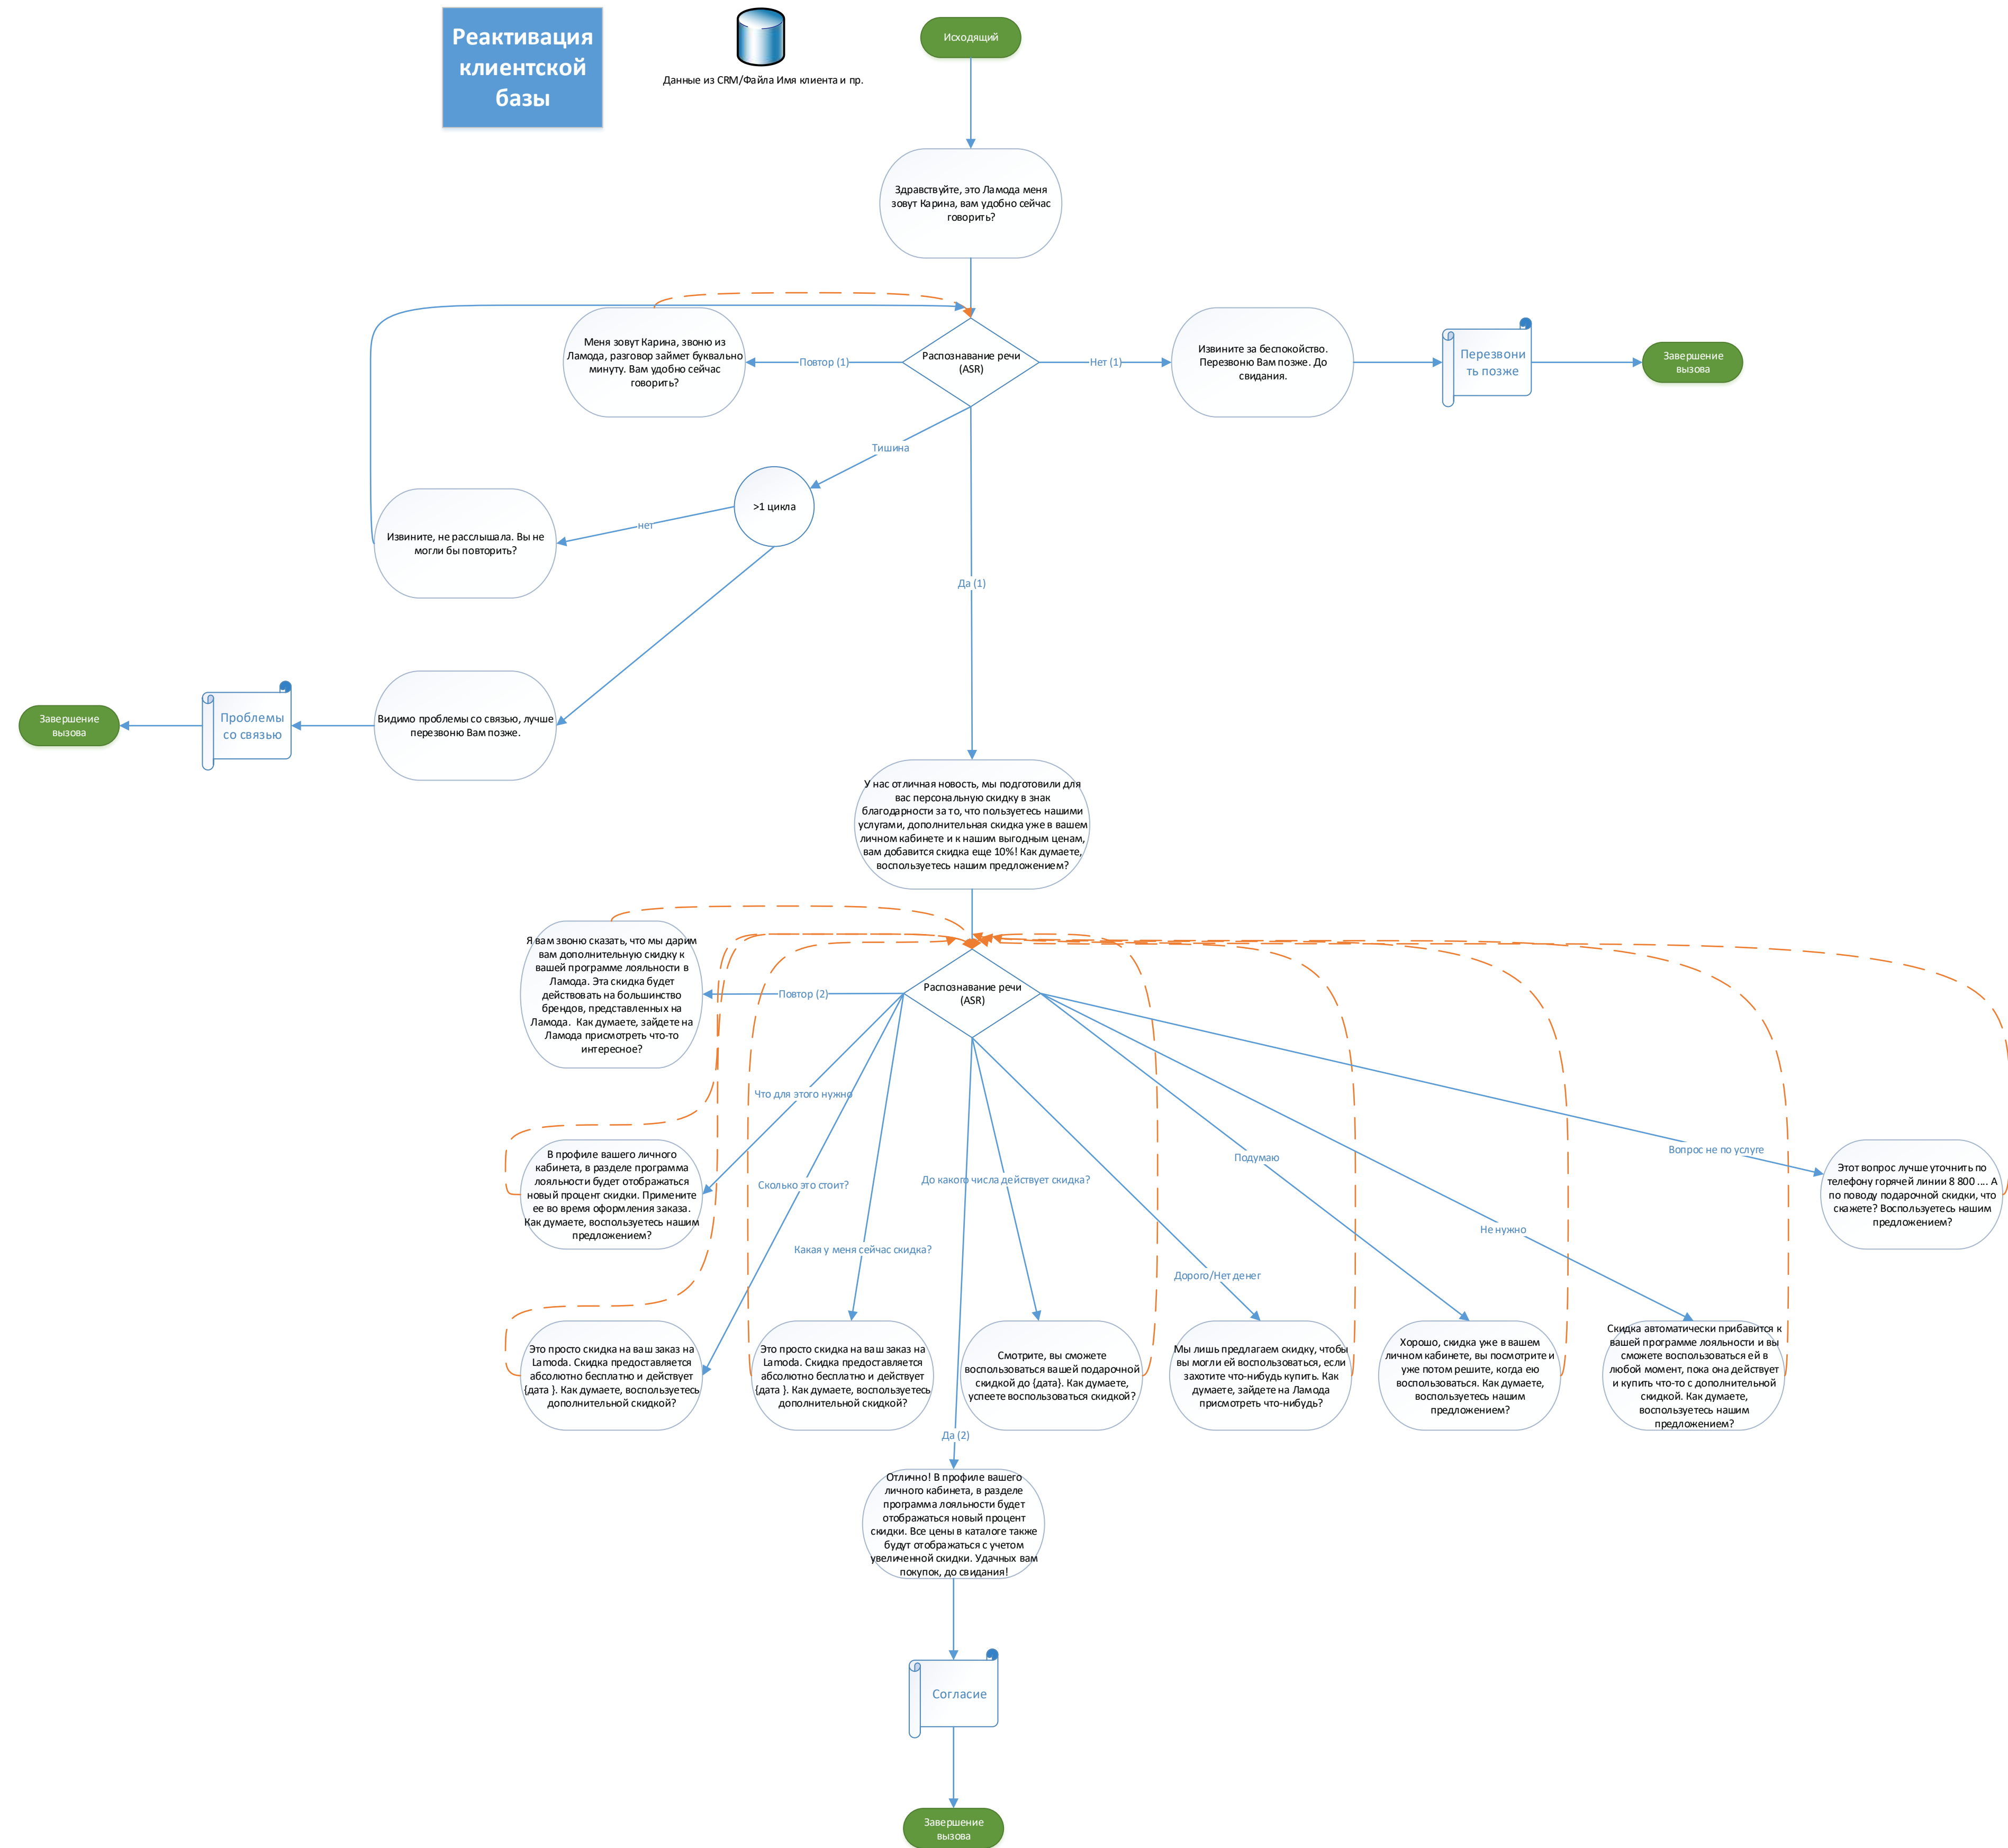 Реактивация
клиентской
базы
Данные из CRM/Файла Имя клиента и пр.
Исходящий
Здравствуйте, это Ламода меня
зовут Карина, вам удобно сейчас
говорить?
Меня зовут Карина, звоню из
Ламода, разговор займет буквально
минуту. Вам удобно сейчас
говорить?
Повтор (1)
Распознавание речи
(ASR)
Нет (1)
Извините за беспокойство.
Перезвоню Вам позже. До
свидания.
Перезвони
ть позже
Завершение
вызова
Тишина
>1 цикла
нет
Извините, не расслышала. Вы не
могли бы повторить?
Да (1)
Завершение
вызова
Проблемы
со связью
Видимо проблемы со связью, лучше
перезвоню Вам позже.
У нас отличная новость, мы подготовили для
вас персональную скидку в знак
благодарности за то, что пользуетесь нашими
услугами, дополнительная скидка уже в вашем
личном кабинете и к нашим выгодным ценам,
вам добавится скидка еще 10%! Как думаете,
воспользуетесь нашим предложением?
Я вам звоню сказать, что мы дарим
вам дополнительную скидку к
вашей программе лояльности в
Ламода. Эта скидка будет
действовать на большинство
брендов, представленных на
Ламода.  Как думаете, зайдете на
Ламода присмотреть что-то
интересное?
Повтор (2)
Распознавание речи
(ASR)
Что для этого нужно
В профиле вашего личного
кабинета, в разделе программа
лояльности будет отображаться
новый процент скидки. Примените
ее во время оформления заказа.
Как думаете, воспользуетесь нашим
предложением?
Сколько это стоит?
До какого числа действует скидка?
Подумаю
Вопрос не по услуге
Этот вопрос лучше уточнить по
телефону горячей линии 8 800 .... А
по поводу подарочной скидки, что
скажете? Воспользуетесь нашим
предложением?
Какая у меня сейчас скидка?
Дорого/Нет денег
Не нужно
Это просто скидка на ваш заказ на
Lamoda. Скидка предоставляется
абсолютно бесплатно и действует
{дата }. Как думаете, воспользуетесь
дополнительной скидкой?
Это просто скидка на ваш заказ на
Lamoda. Скидка предоставляется
абсолютно бесплатно и действует
{дата }. Как думаете, воспользуетесь
дополнительной скидкой?
Смотрите, вы сможете
воспользоваться вашей подарочной
скидкой до {дата}. Как думаете,
успеете воспользоваться скидкой?
Мы лишь предлагаем скидку, чтобы
вы могли ей воспользоваться, если
захотите что-нибудь купить. Как
думаете, зайдете на Ламода
присмотреть что-нибудь?
Хорошо, скидка уже в вашем
личном кабинете, вы посмотрите и
уже потом решите, когда ею
воспользоваться. Как думаете,
воспользуетесь нашим
предложением?
Скидка автоматически прибавится к
вашей программе лояльности и вы
сможете воспользоваться ей в
любой момент, пока она действует
и купить что-то с дополнительной
скидкой. Как думаете,
воспользуетесь нашим
предложением?
Да (2)
Отлично! В профиле вашего
личного кабинета, в разделе
программа лояльности будет
отображаться новый процент
скидки. Все цены в каталоге также
будут отображаться с учетом
увеличенной скидки. Удачных вам
покупок, до свидания!
Согласие
Завершение
вызова